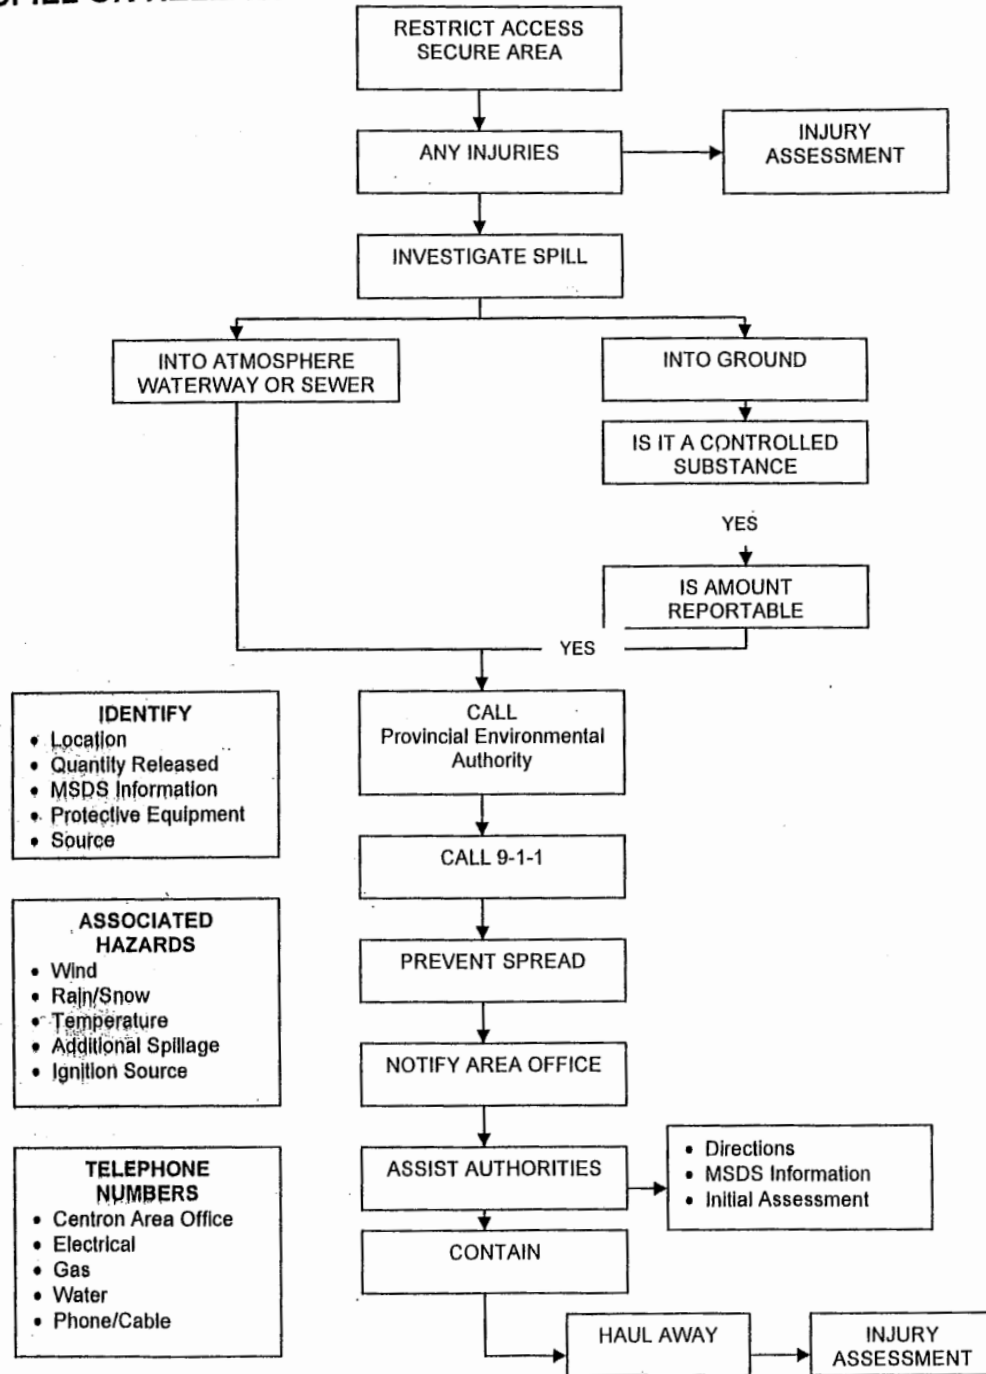 RESTRICT ACCESS
SECURE AREA
ANY INJURIES
INJURY
ASSESSMENT
INVESTIGATE SPILL
INTO ATMOSPHERE
WATERWAY OR SEWER
INTO GROUND
IS IT A CONTROLLED
SUBSTANCE
YES
IS AMOUNT
REPORTABLE
YES
IDENTIFY
• Location
• Quantity Released
• MSDS Information
• Protective Equipment
• Source
CALL
Provincial Environmental
Authority
CALL 9-1-1
ASSOCIATED
HAZARDS
• Wind
• Rain/Snow
• Temperature
• Additional Spillage
• Ignition Source
PREVENT SPREAD
NOTIFY AREA OFFICE
TELEPHONE
NUMBERS
• Centron Area Office
• Electrical
• Gas
• Water
• Phone/Cable
ASSIST AUTHORITIES
• Directions
• MSDS Information
• Initial Assessment
CONTAIN
HAUL AWAY
INJURY
ASSESSMENT